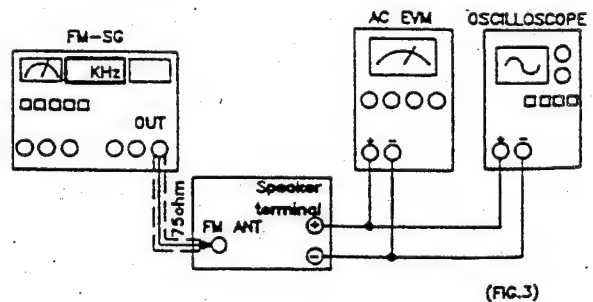 FM-SG
KHz
OUT
AC EVM
OSCILLOSCOPE
+ -
+ -
75ohm
Speaker
terminal
FM ANT
+
-
(FIG.3)